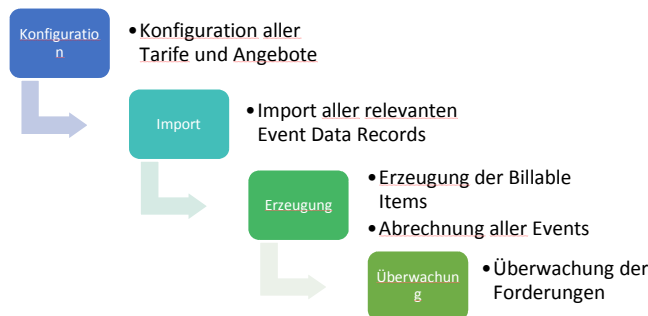 Konfiguratio
n
•Konfiguration aller
Tarife und Angebote
Import
•Import aller relevanten
Event Data Records
Erzeugung
•Erzeugung der Billable
Items
•Abrechnung aller Events
Überwachun
g
•Überwachung der
Forderungen